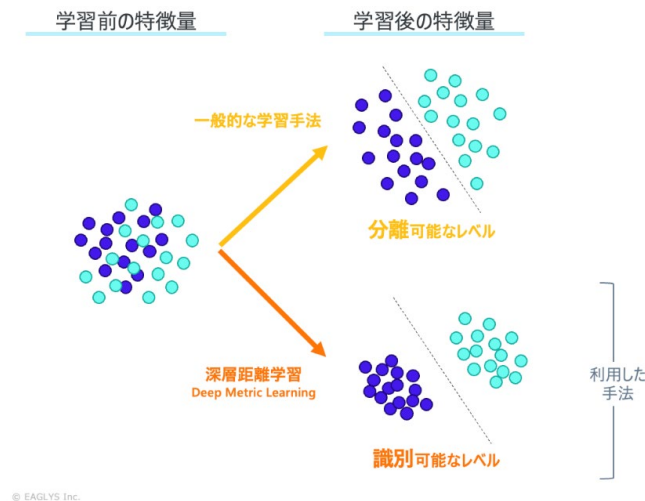 学習前の特徴量
学習後の特徴量
一般的な学習手法
分離可能なレベル
深層距離学習
Deep Metric Learning
識別可能なレベル
利用した
手法
© EAGLYS Inc.